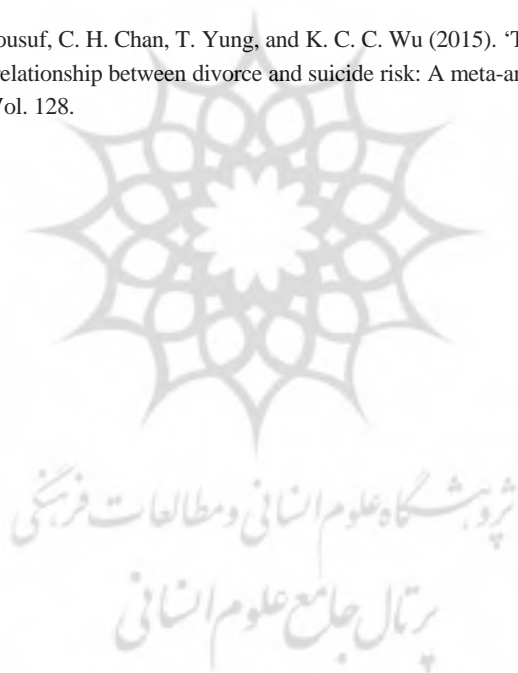 ousuf, C. H. Chan, T. Yung, and K. C. C. Wu (2015). ‘T
relationship between divorce and suicide risk: A meta-an
Vol. 128.
پژوهشگاه علوم انسانی و مطالعات فرهنگی
پرتال جامع علوم انسانی